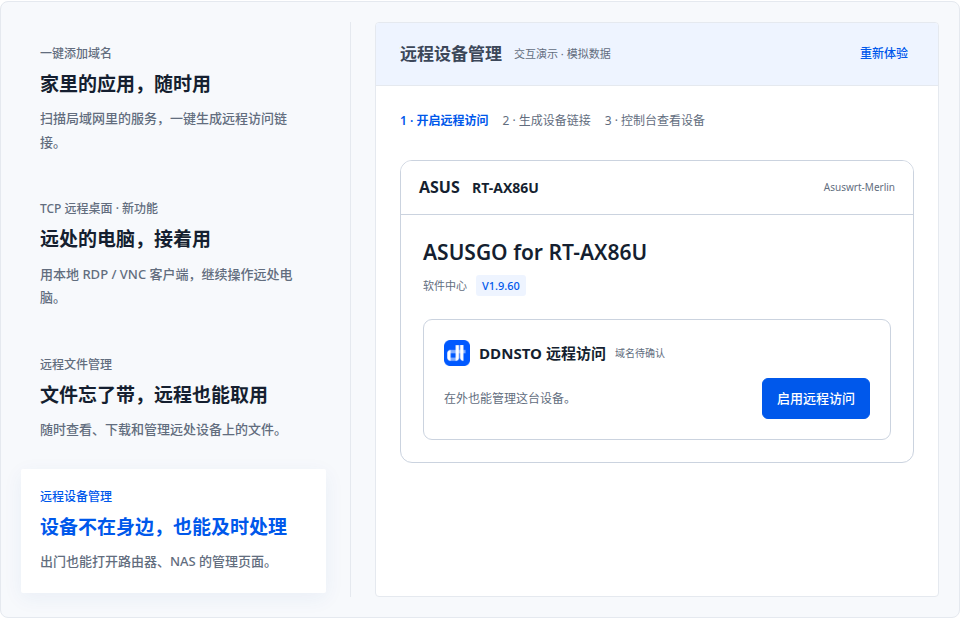 一键添加域名
家里的应用，随时用
扫描局域网里的服务，一键生成远程访问链
接。
TCP 远程桌面 · 新功能
远处的电脑，接着用
用本地 RDP / VNC 客户端，继续操作远处电
脑。
远程文件管理
文件忘了带，远程也能取用
随时查看、下载和管理远处设备上的文件。
远程设备管理
设备不在身边，也能及时处理
出门也能打开路由器、NAS 的管理页面。
远程设备管理 交互演示 · 模拟数据 重新体验
1 · 开启远程访问 2 · 生成设备链接 3 · 控制台查看设备
ASUS RT-AX86U Asuswrt-Merlin
ASUSGO for RT-AX86U
软件中心 V1.9.60
DDNSTO 远程访问 域名待确认
在外也能管理这台设备。 启用远程访问